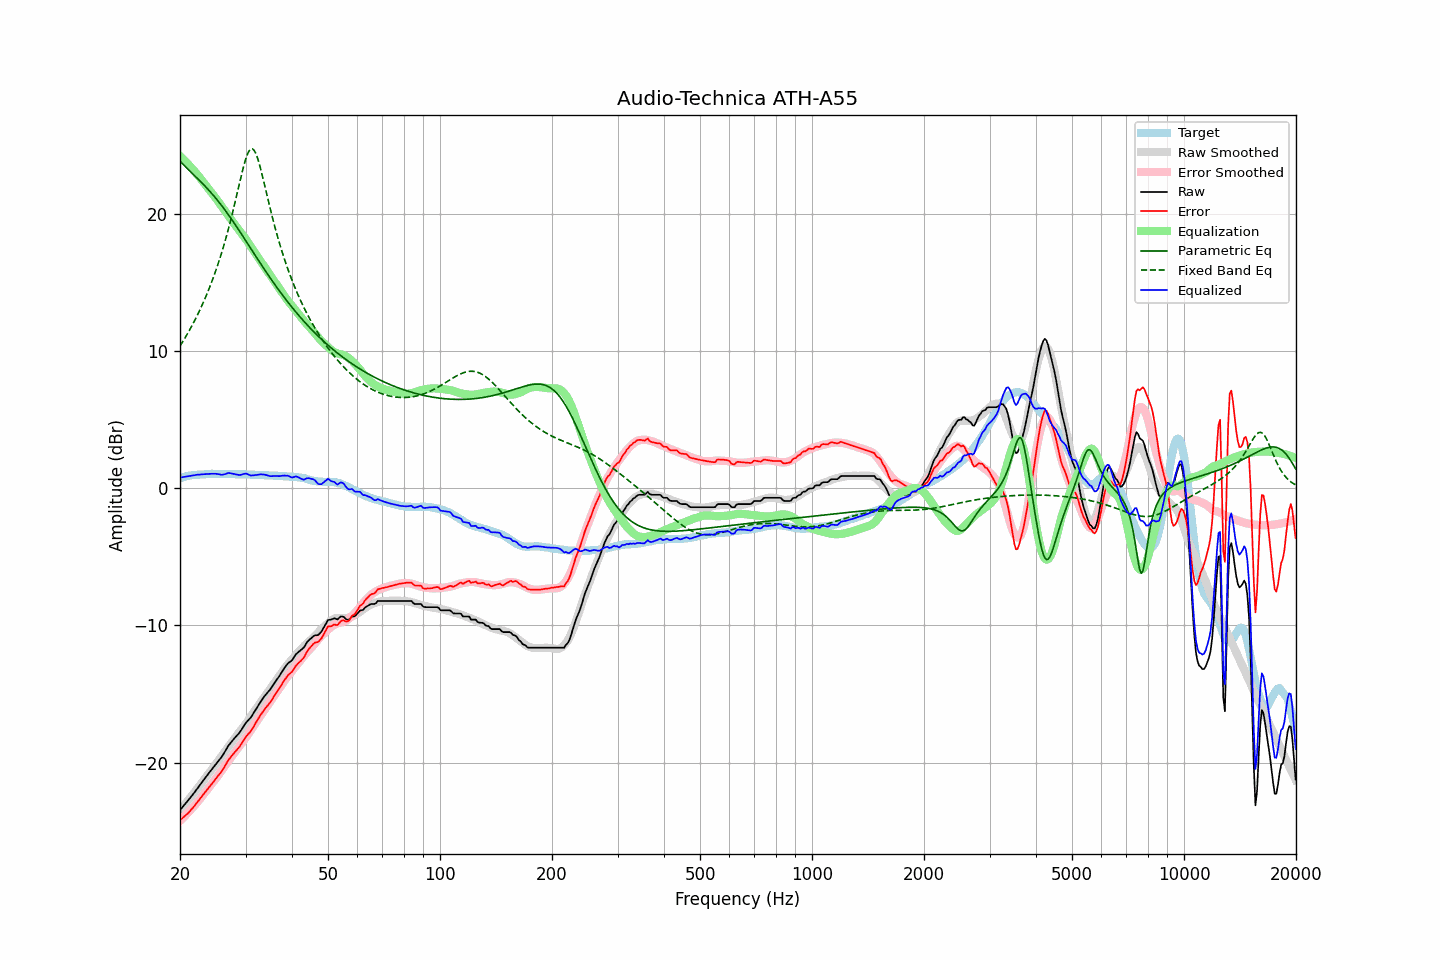 Audio-Technica ATH-A55
Target
Raw Smoothed
Error Smoothed
Raw
Error
Equalization
Parametric Eq
Fixed Band Eq
Equalized
Amplitude (dBr)
20
10
0
−10
−20
20
50
100
200
500
1000
2000
5000
10000
20000
Frequency (Hz)